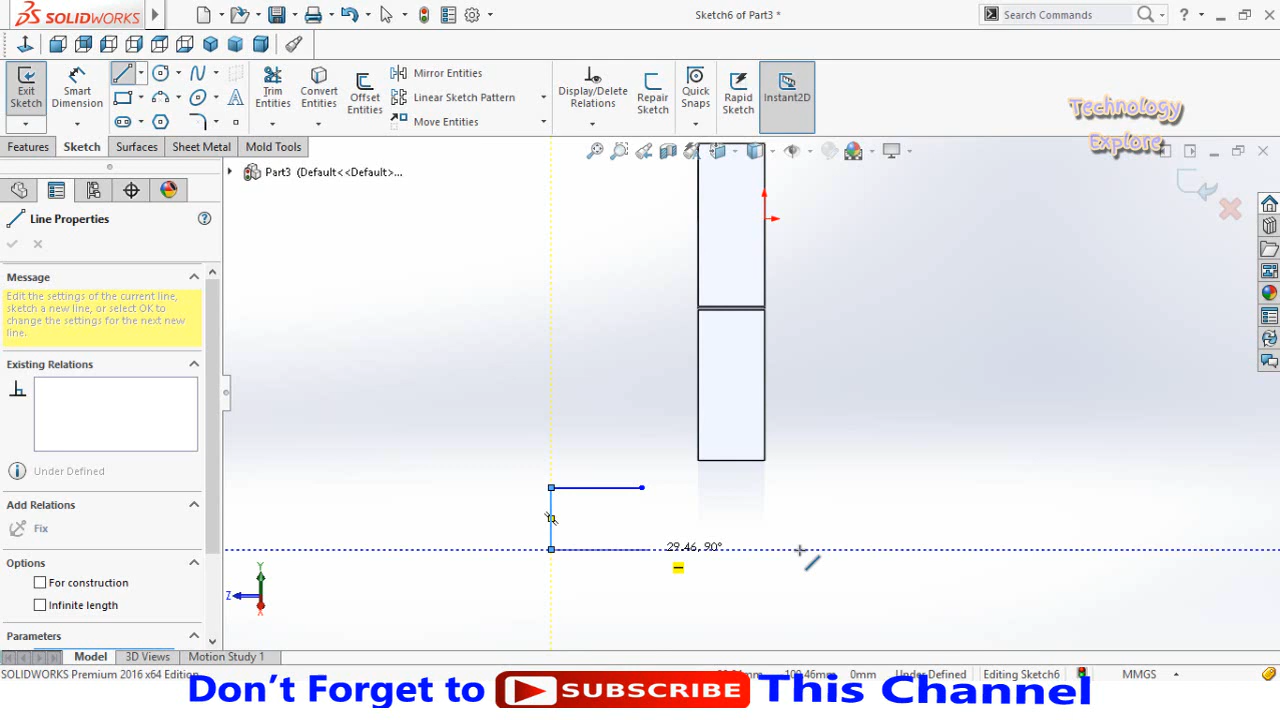 SOLIDWORKS
Sketch6 of Part3 *
Search Commands
Exit Sketch
Smart Dimension
Trim Entities
Convert Entities
Offset Entities
Mirror Entities
Linear Sketch Pattern
Move Entities
Display/Delete Relations
Repair Sketch
Quick Snaps
Rapid Sketch
Instant2D
Technology
Explore
Features
Sketch
Surfaces
Sheet Metal
Mold Tools
Part3 (Default<<Default>...
Line Properties
Message
Edit the settings of the current line,
sketch a new line, or select OK to
change the settings for the next new
line.
Existing Relations
Under Defined
Add Relations
Fix
Options
For construction
Infinite length
Parameters
29.46, 90°
Y
Z
X
Model
3D Views
Motion Study 1
SOLIDWORKS Premium 2016 x64 Edition
0mm
Under Defined
Editing Sketch6
MMGS
Don't Forget to SUBSCRIBE This Channel